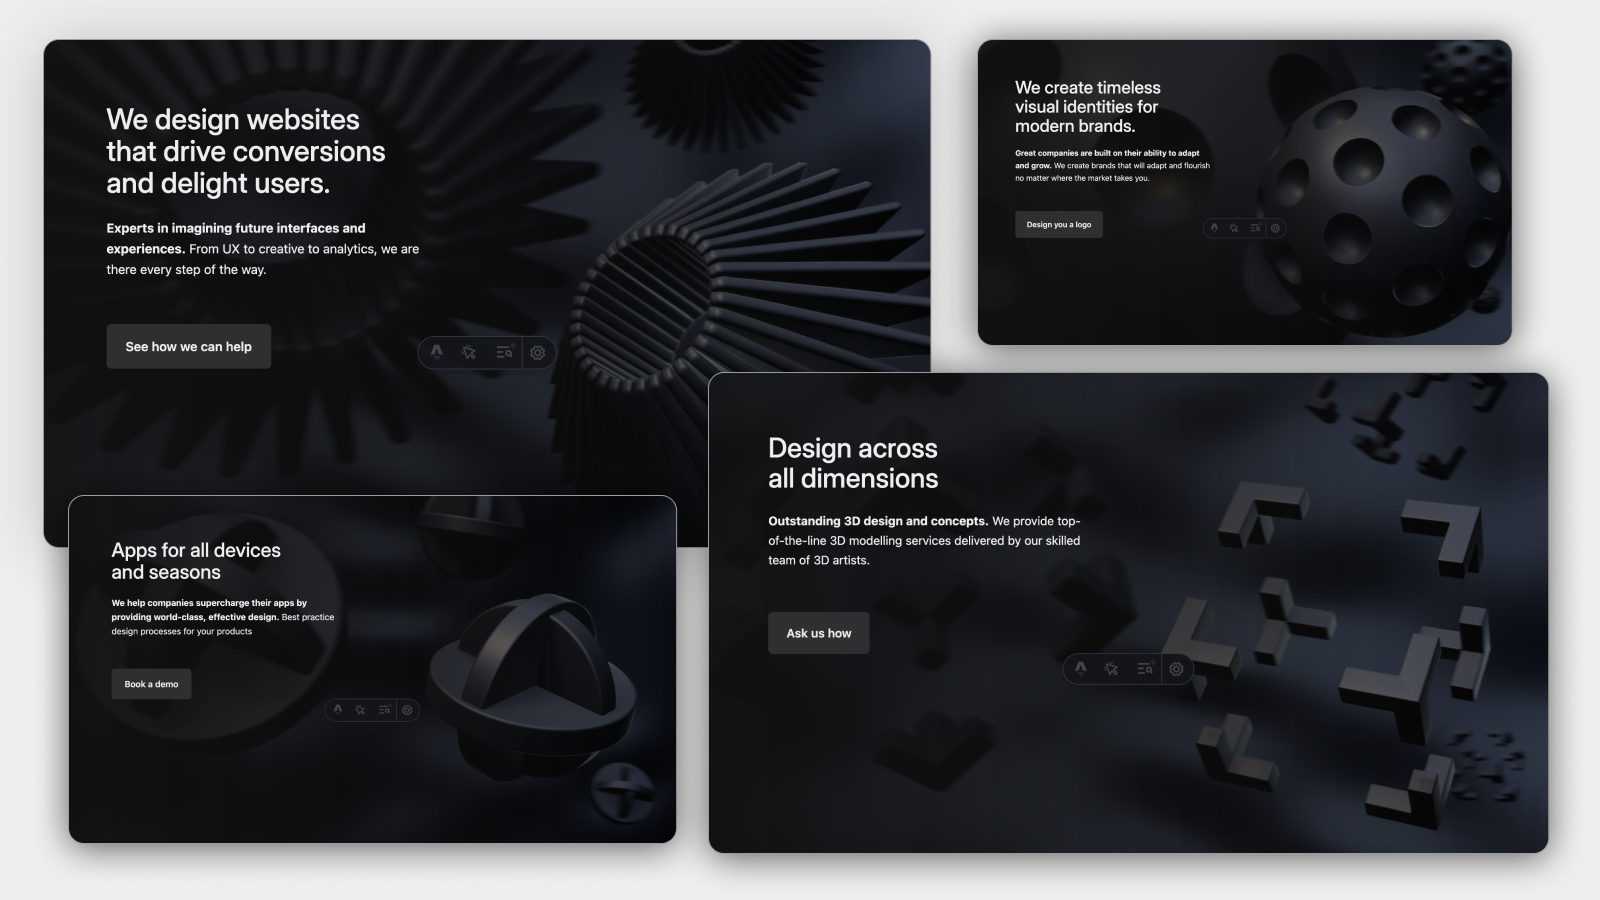 We design websites
that drive conversions
and delight users.
Experts in imagining future interfaces and
experiences. From UX to creative to analytics, we are
there every step of the way.
See how we can help
We create timeless
visual identities for
modern brands.
Great companies are built on their ability to adapt
and grow. We create brands that will adapt and flourish
no matter where the market takes you.
Design you a logo
Apps for all devices
and seasons
We help companies supercharge their apps by
providing world-class, effective design. Best practice
design processes for your products
Book a demo
Design across
all dimensions
Outstanding 3D design and concepts. We provide top-
of-the-line 3D modelling services delivered by our skilled
team of 3D artists.
Ask us how